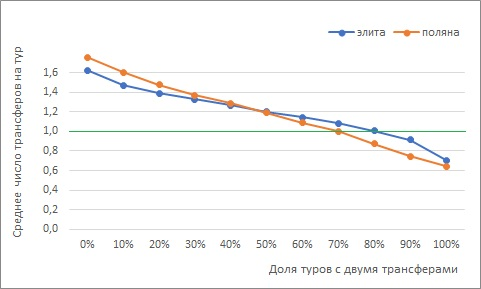 элита поляна
Среднее число трансферов на тур
1,6
1,4
1,2
1,0
0,8
0,6
0,4
0,2
0,0
0% 10% 20% 30% 40% 50% 60% 70% 80% 90% 100%
Доля туров с двумя трансферами